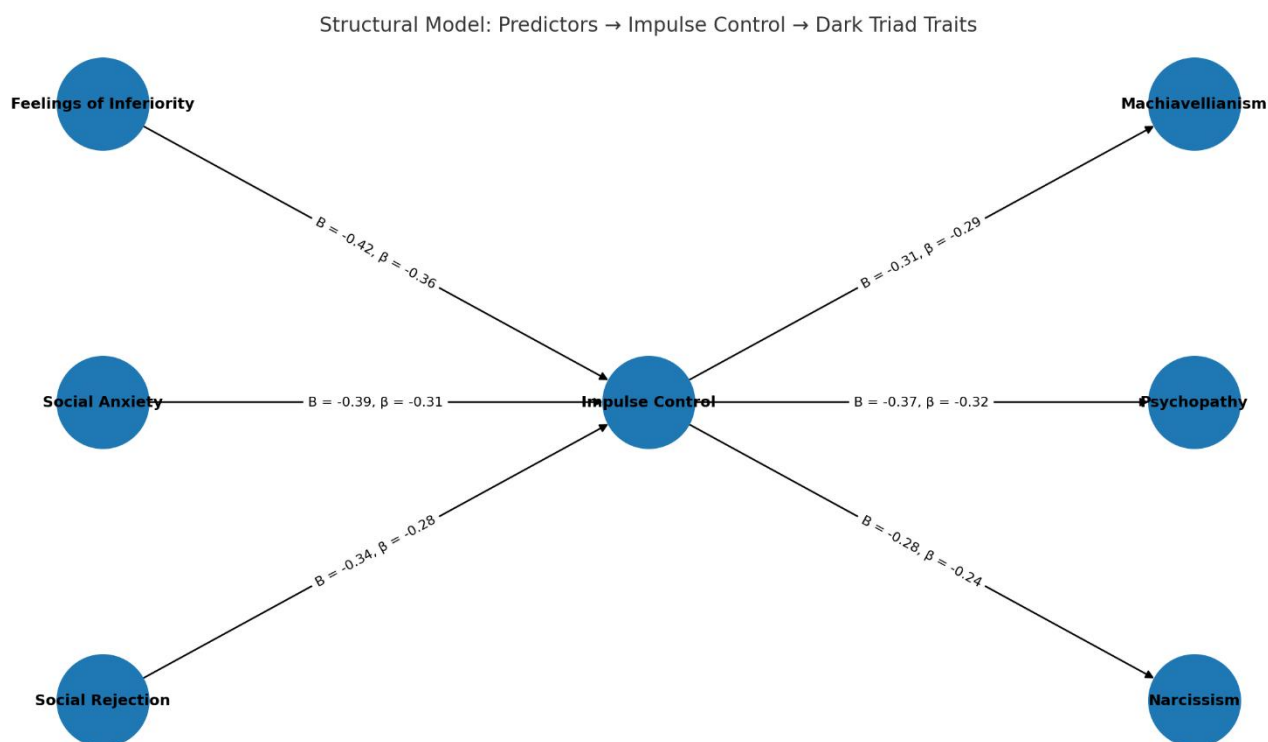 Structural Model: Predictors → Impulse Control → Dark Triad Traits
Feelings of Inferiority
Machiavellianism
B = -0.42, β = -0.36
B = -0.31, β = -0.29
Social Anxiety
B = -0.39, β = -0.31
Impulse Control
B = -0.37, β = -0.32
Psychopathy
B = -0.34, β = -0.28
B = -0.28, β = -0.24
Social Rejection
Narcissism